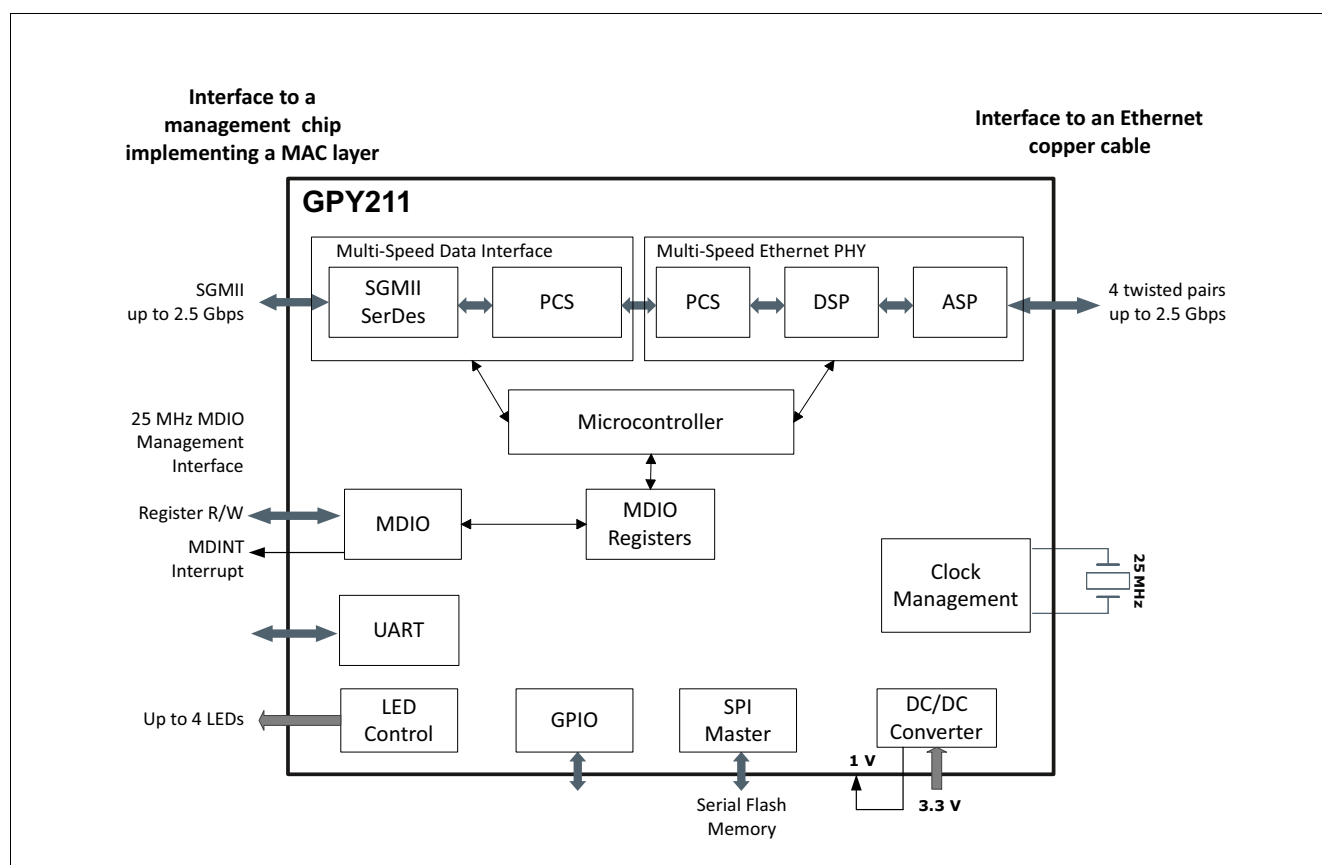 Interface to a
management chip
implementing a MAC layer
Interface to an Ethernet
copper cable
GPY211
Multi-Speed Data Interface
Multi-Speed Ethernet PHY
SGMII
up to 2.5 Gbps
SGMII
SerDes
PCS
PCS
DSP
ASP
4 twisted pairs
up to 2.5 Gbps
Microcontroller
25 MHz MDIO
Management
Interface
Register R/W
MDINT
Interrupt
MDIO
MDIO
Registers
Clock
Management
25 MHz
UART
Up to 4 LEDs
LED
Control
GPIO
SPI
Master
DC/DC
Converter
1 V
3.3 V
Serial Flash
Memory